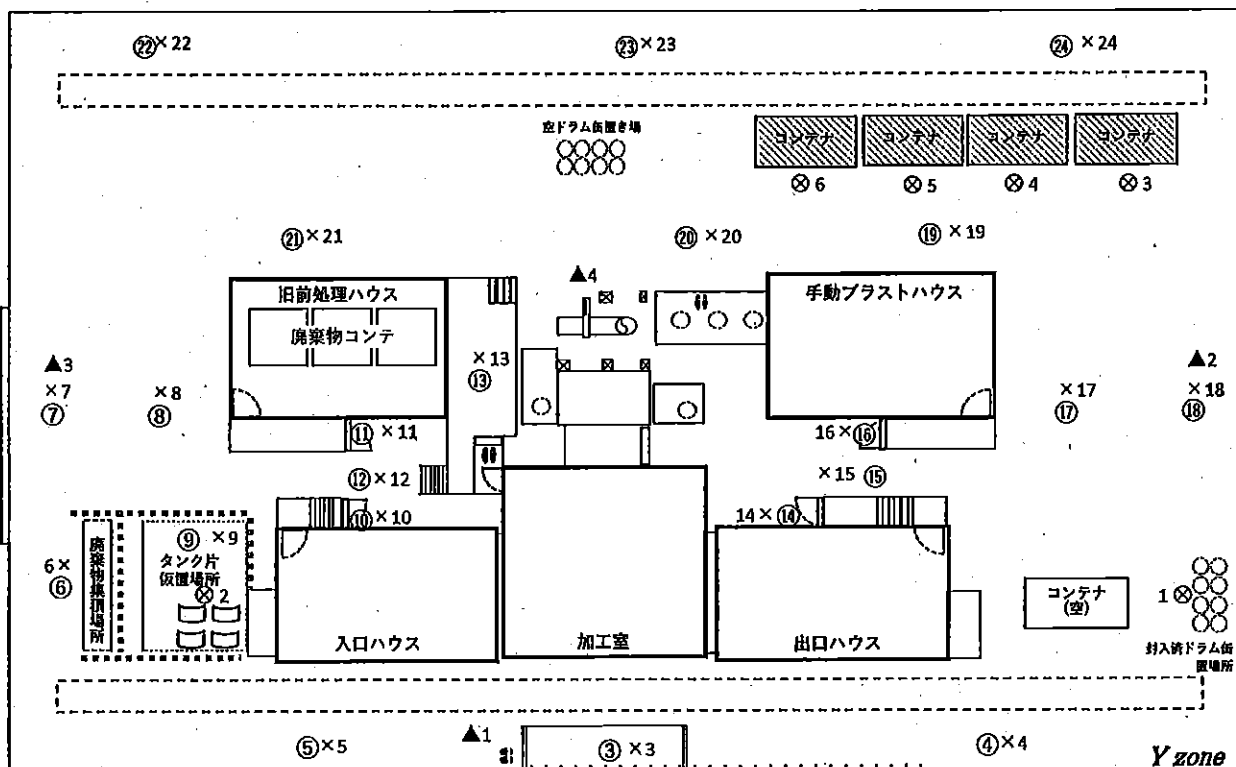 ㉒×22
㉓×23
㉔×24
空ドラム缶置き場
コンテナ
コンテナ
コンテナ
コンテナ
⊗6
⊗5
⊗4
⊗3
㉑×21
⑳×20
⑲×19
▲4
旧前処理ハウス
廃棄物コンテ
手動ブラストハウス
▲3
×7
⑦
×8
⑧
×13
⑬
×17
⑰
▲2
×18
⑱
⑪×11
16×⑯
⑫×12
×15 ⑮
⑩×10
14×⑭
6×
⑥
⑨ ×9
タンク片
仮置場所
⊗2
入口ハウス
加工室
出口ハウス
コンテナ
(空)
1⊗
封入済ドラム缶
置場所
⑤×5
▲1
③×3
④×4
Y zone